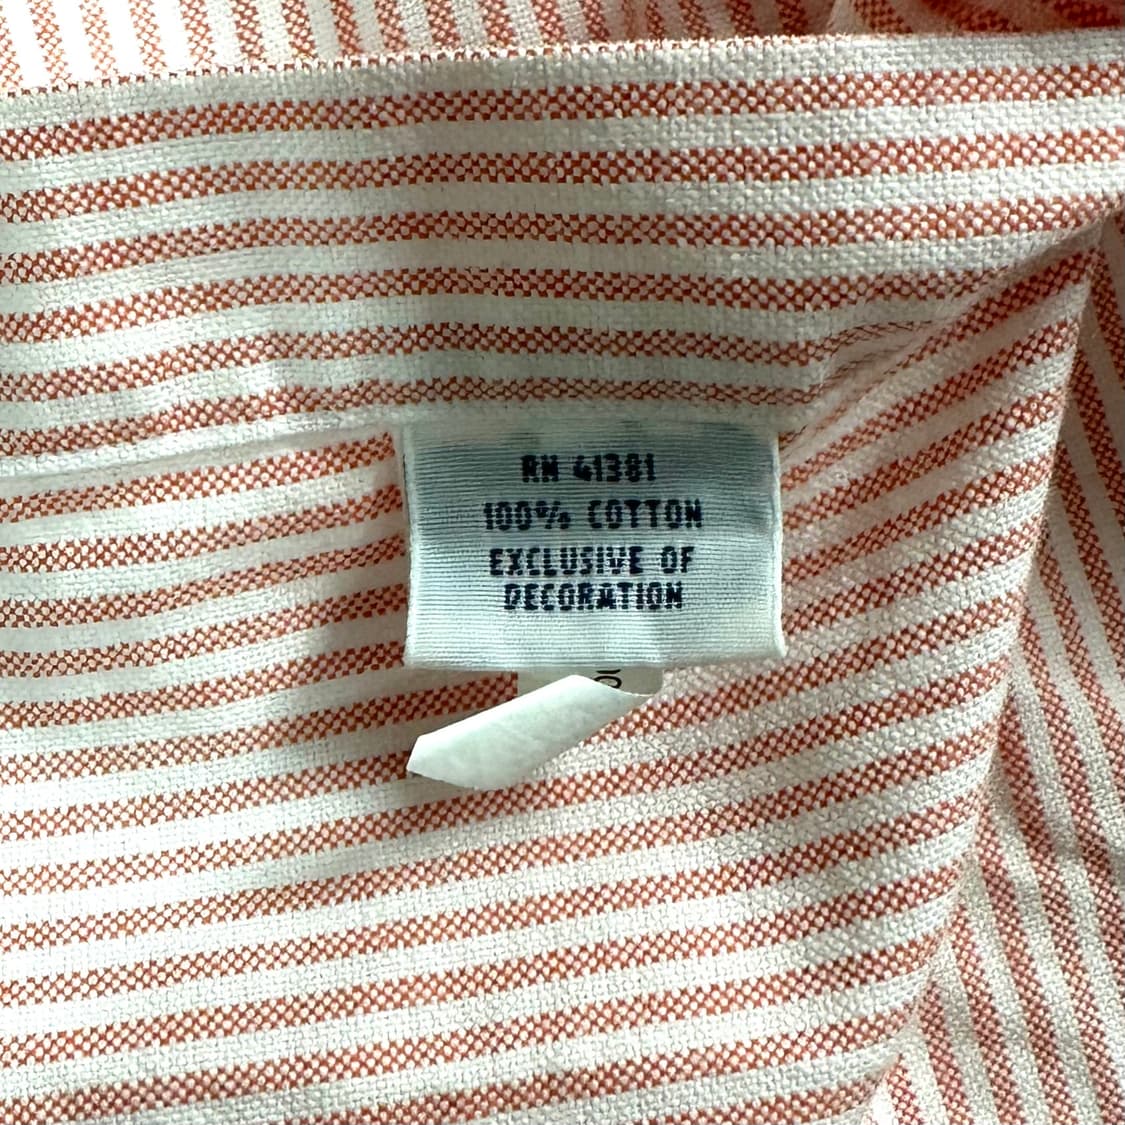 RN 41381
100% COTTON
EXCLUSIVE OF
DECORATION